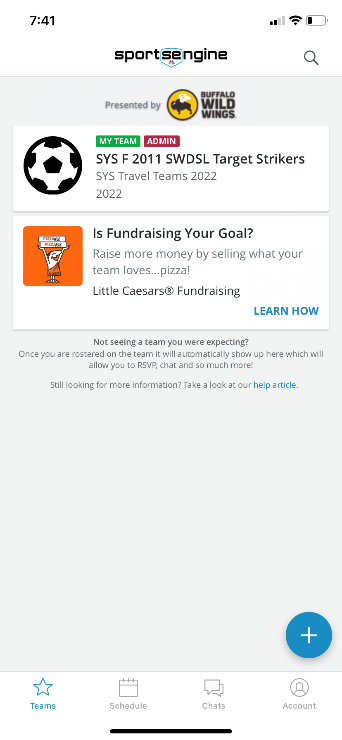 7:41
sportsengine
Presented by
BUFFALO
WILD
WINGS
MY TEAM ADMIN
SYS F 2011 SWDSL Target Strikers
SYS Travel Teams 2022
2022
Is Fundraising Your Goal?
Raise more money by selling what your
team loves...pizza!
Little Caesars® Fundraising
LEARN HOW
Not seeing a team you were expecting?
Once you are rostered on the team it will automatically show up here which will
allow you to RSVP, chat and so much more!
Still looking for more information? Take a look at our help article.
Teams Schedule Chats Account